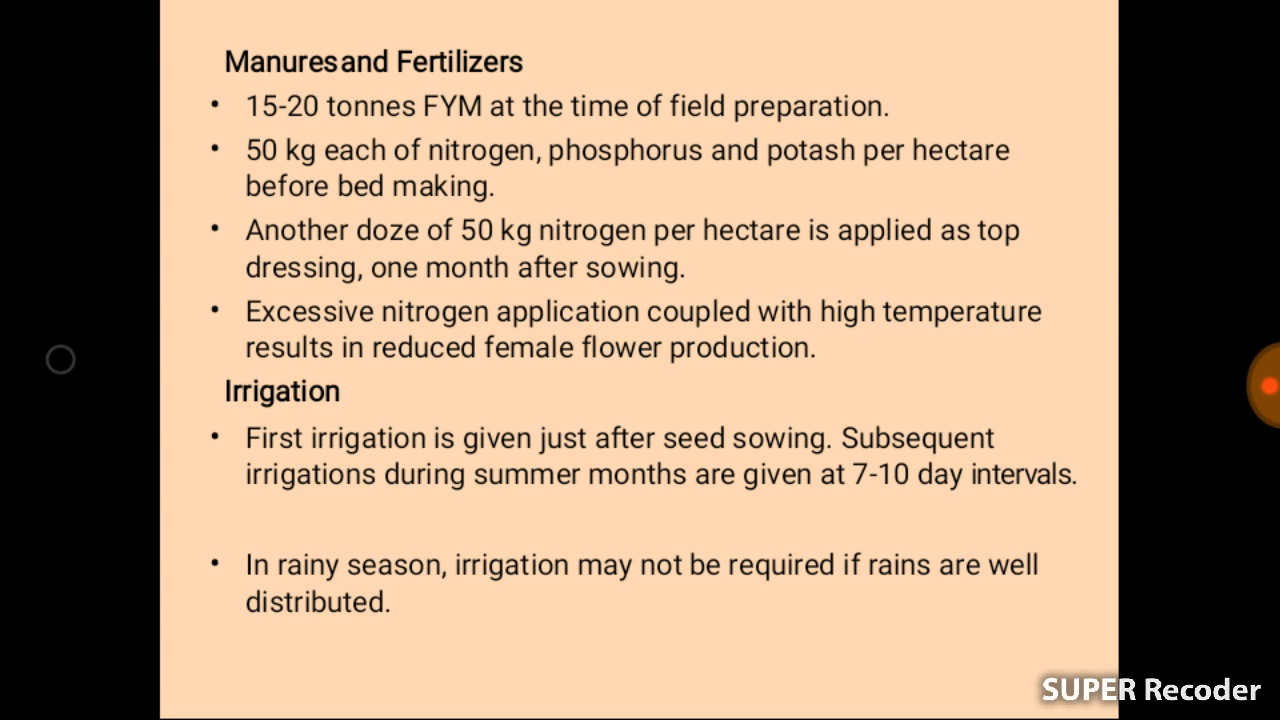 Manures and Fertilizers
• 15-20 tonnes FYM at the time of field preparation.
• 50 kg each of nitrogen, phosphorus and potash per hectare
before bed making.
• Another doze of 50 kg nitrogen per hectare is applied as top
dressing, one month after sowing.
• Excessive nitrogen application coupled with high temperature
results in reduced female flower production.
Irrigation
• First irrigation is given just after seed sowing. Subsequent
irrigations during summer months are given at 7-10 day intervals.
• In rainy season, irrigation may not be required if rains are well
distributed.
SUPER Recoder